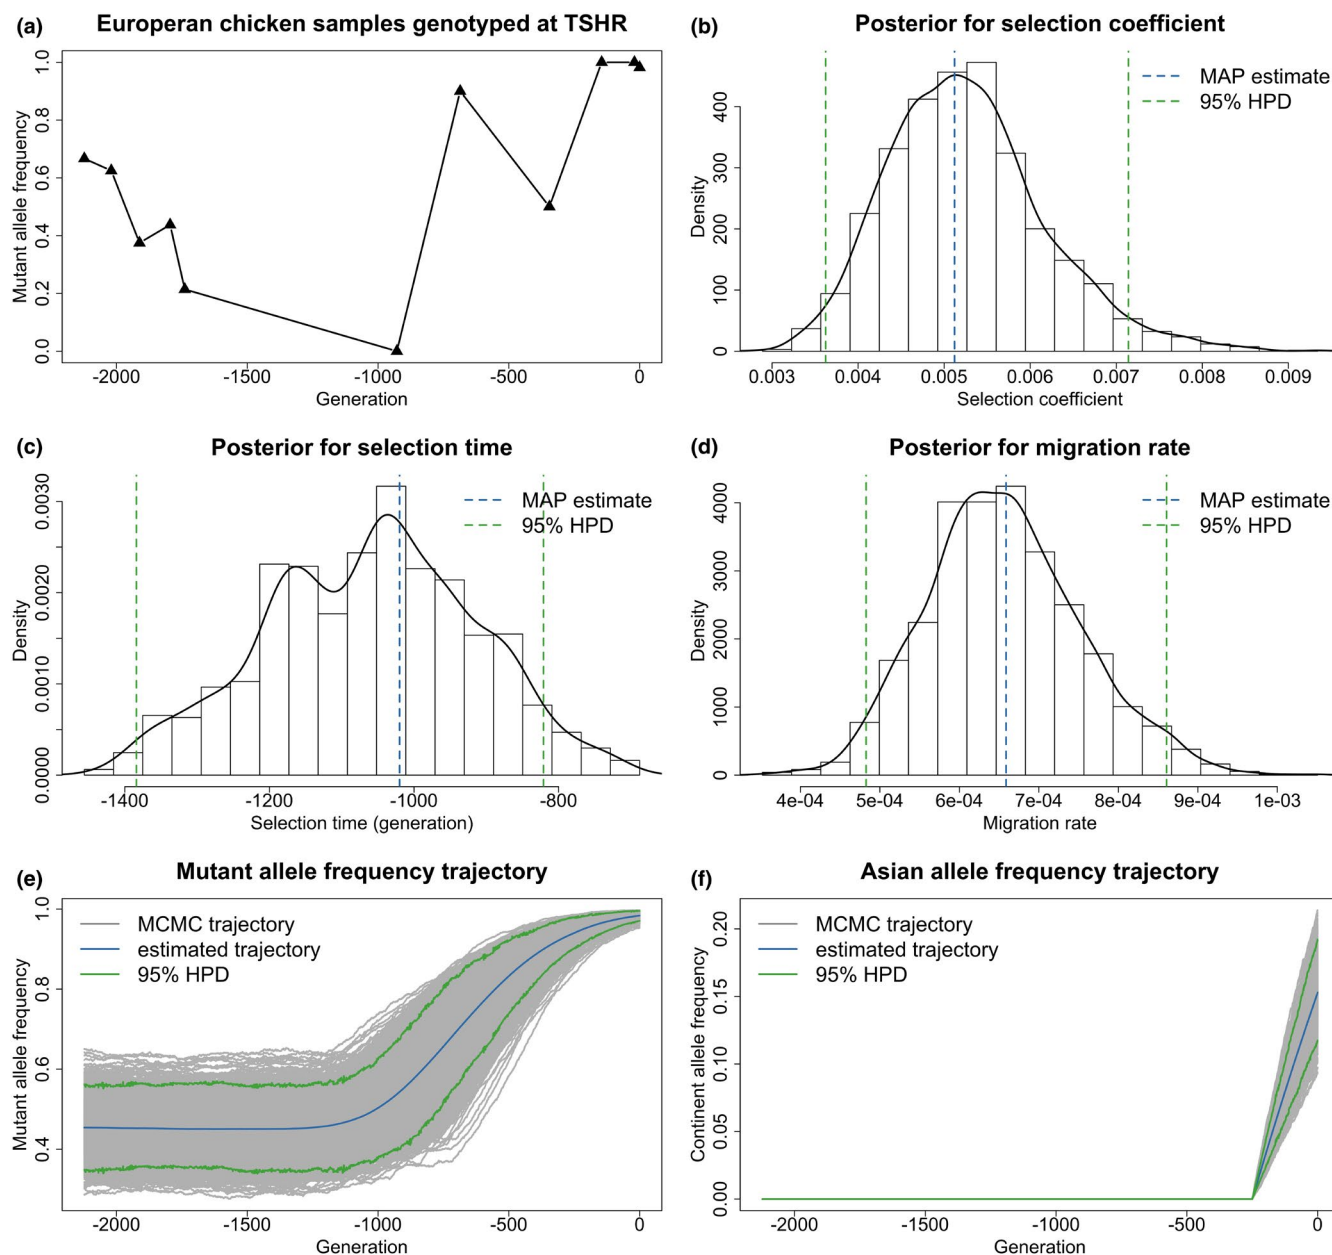 (a) Europeran chicken samples genotyped at TSHR
Mutant allele frequency
1.0
0.8
0.6
0.4
0.2
0.0
-2000 -1500 -1000 -500 0
Generation
(b) Posterior for selection coefficient
MAP estimate
95% HPD
Density
400
300
200
100
0
0.003 0.004 0.005 0.006 0.007 0.008 0.009
Selection coefficient
(c) Posterior for selection time
MAP estimate
95% HPD
Density
0.0030
0.0020
0.0010
0.0000
-1400 -1200 -1000 -800
Selection time (generation)
(d) Posterior for migration rate
MAP estimate
95% HPD
Density
4000
3000
2000
1000
0
4e-04 5e-04 6e-04 7e-04 8e-04 9e-04 1e-03
Migration rate
(e) Mutant allele frequency trajectory
MCMC trajectory
estimated trajectory
95% HPD
Mutant allele frequency
1.0
0.8
0.6
0.4
-2000 -1500 -1000 -500 0
Generation
(f) Asian allele frequency trajectory
MCMC trajectory
estimated trajectory
95% HPD
Continent allele frequency
0.20
0.15
0.10
0.05
0.00
-2000 -1500 -1000 -500 0
Generation